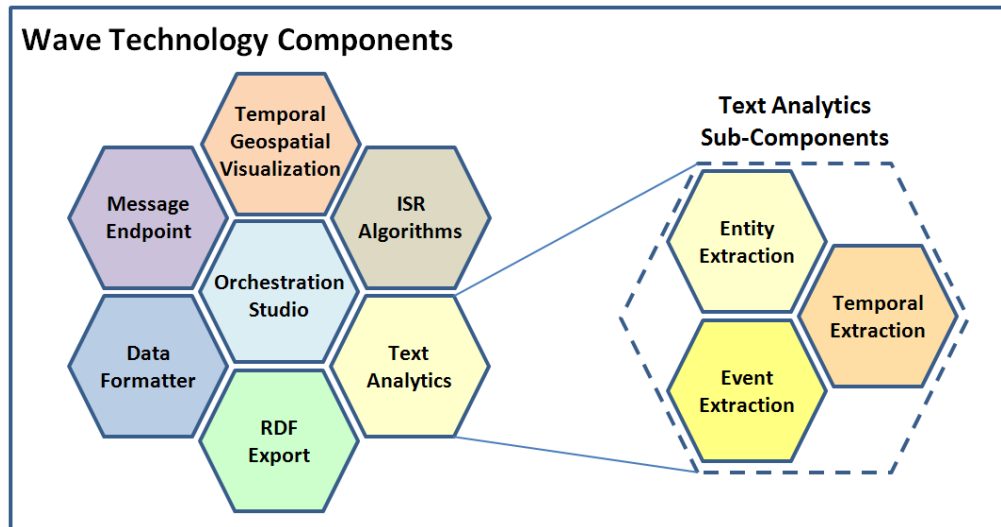 Wave Technology Components
Temporal
Geospatial
Visualization
Message
Endpoint
ISR
Algorithms
Orchestration
Studio
Data
Formatter
Text
Analytics
RDF
Export
Text Analytics
Sub-Components
Entity
Extraction
Temporal
Extraction
Event
Extraction